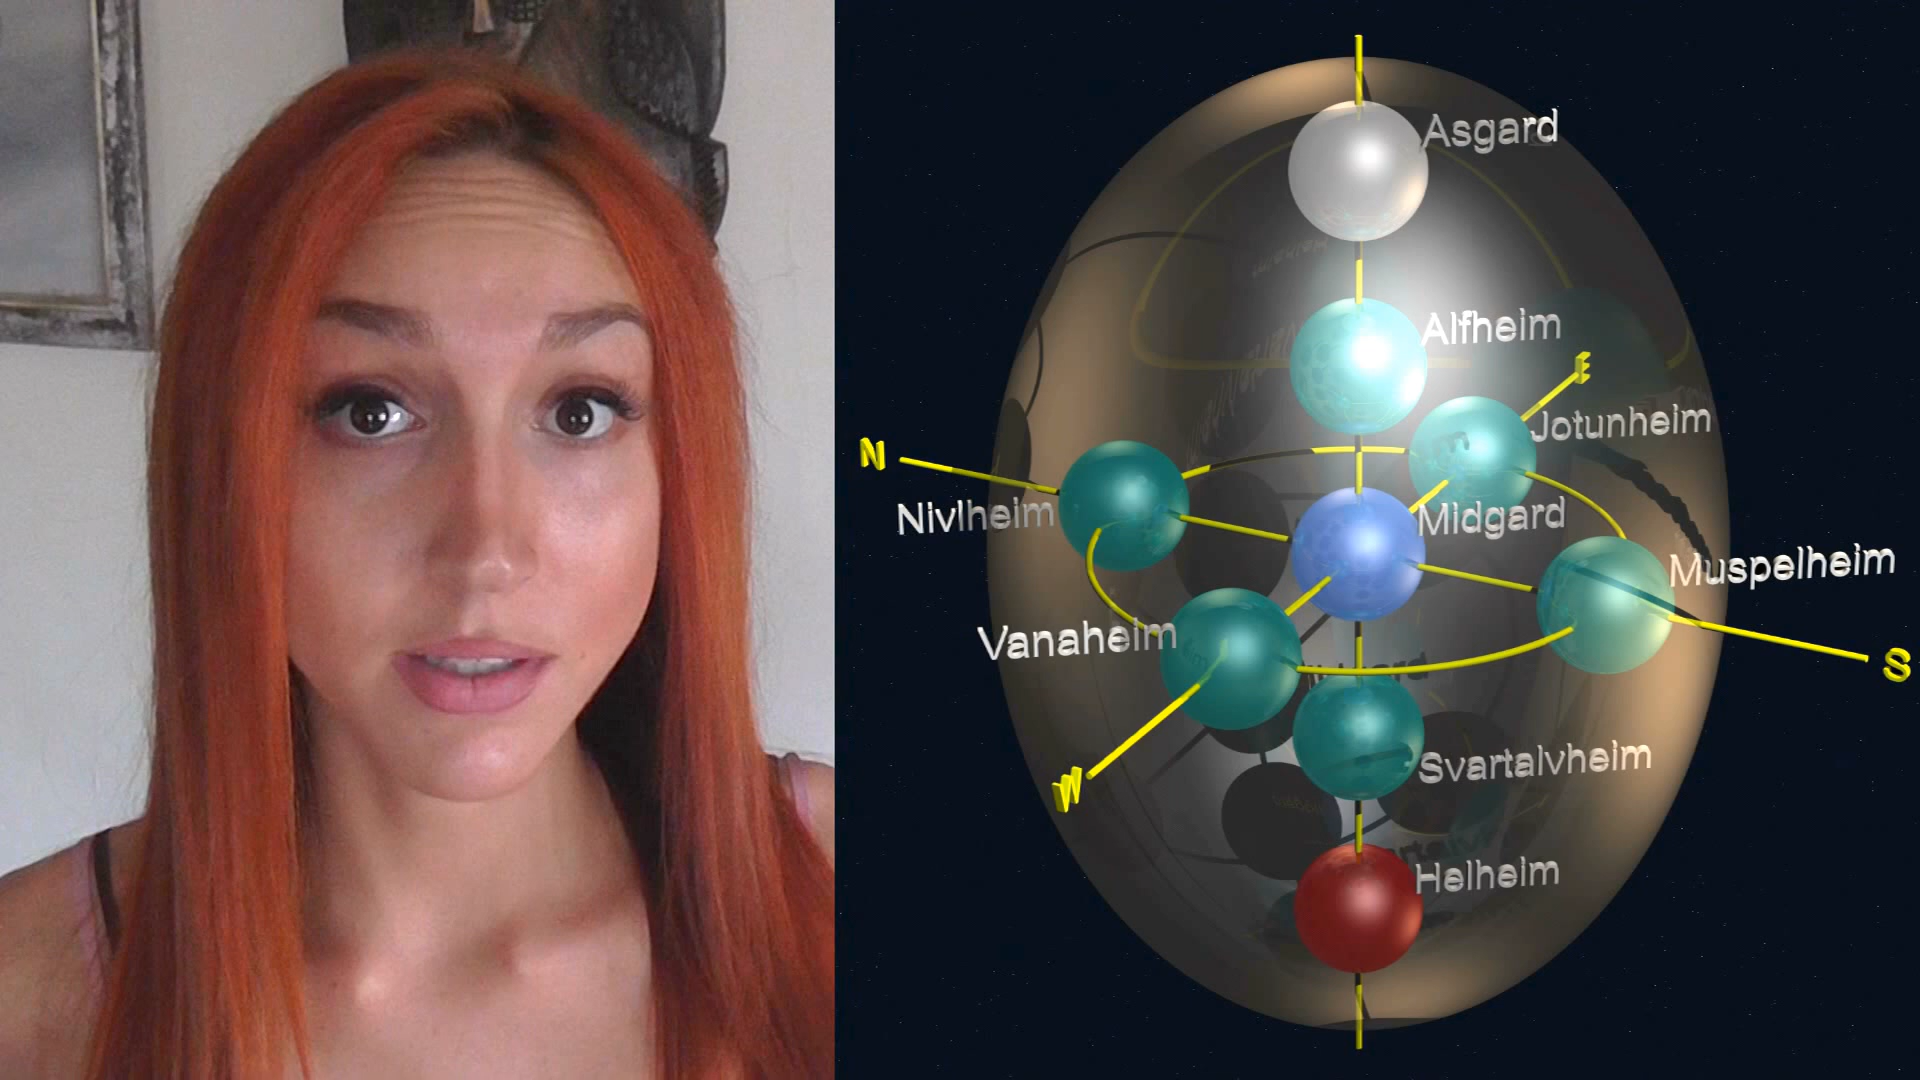 Asgard
Alfheim
E
Jotunheim
N
Nivlheim
Midgard
Muspelheim
Vanaheim
S
Svartalvheim
W
Helheim